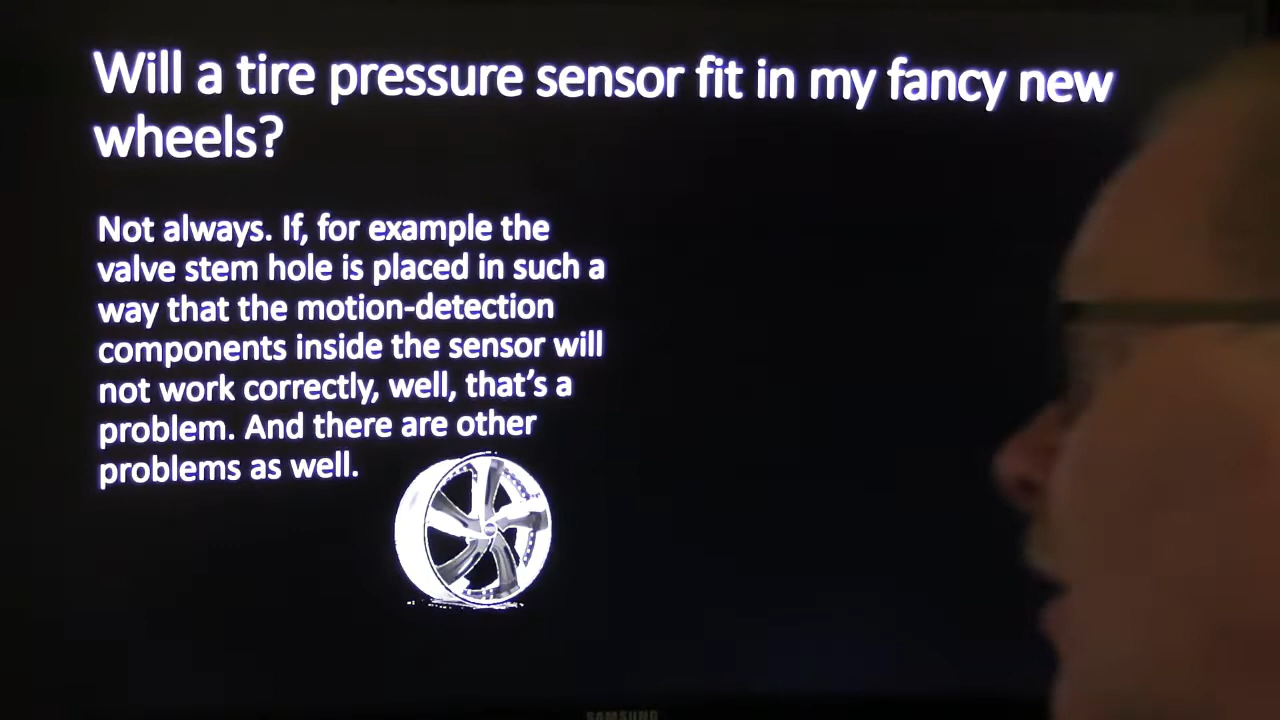 Will a tire pressure sensor fit in my fancy new
wheels?
Not always. If, for example the
valve stem hole is placed in such a
way that the motion-detection
components inside the sensor will
not work correctly, well, that's a
problem. And there are other
problems as well.
SAMSUNG